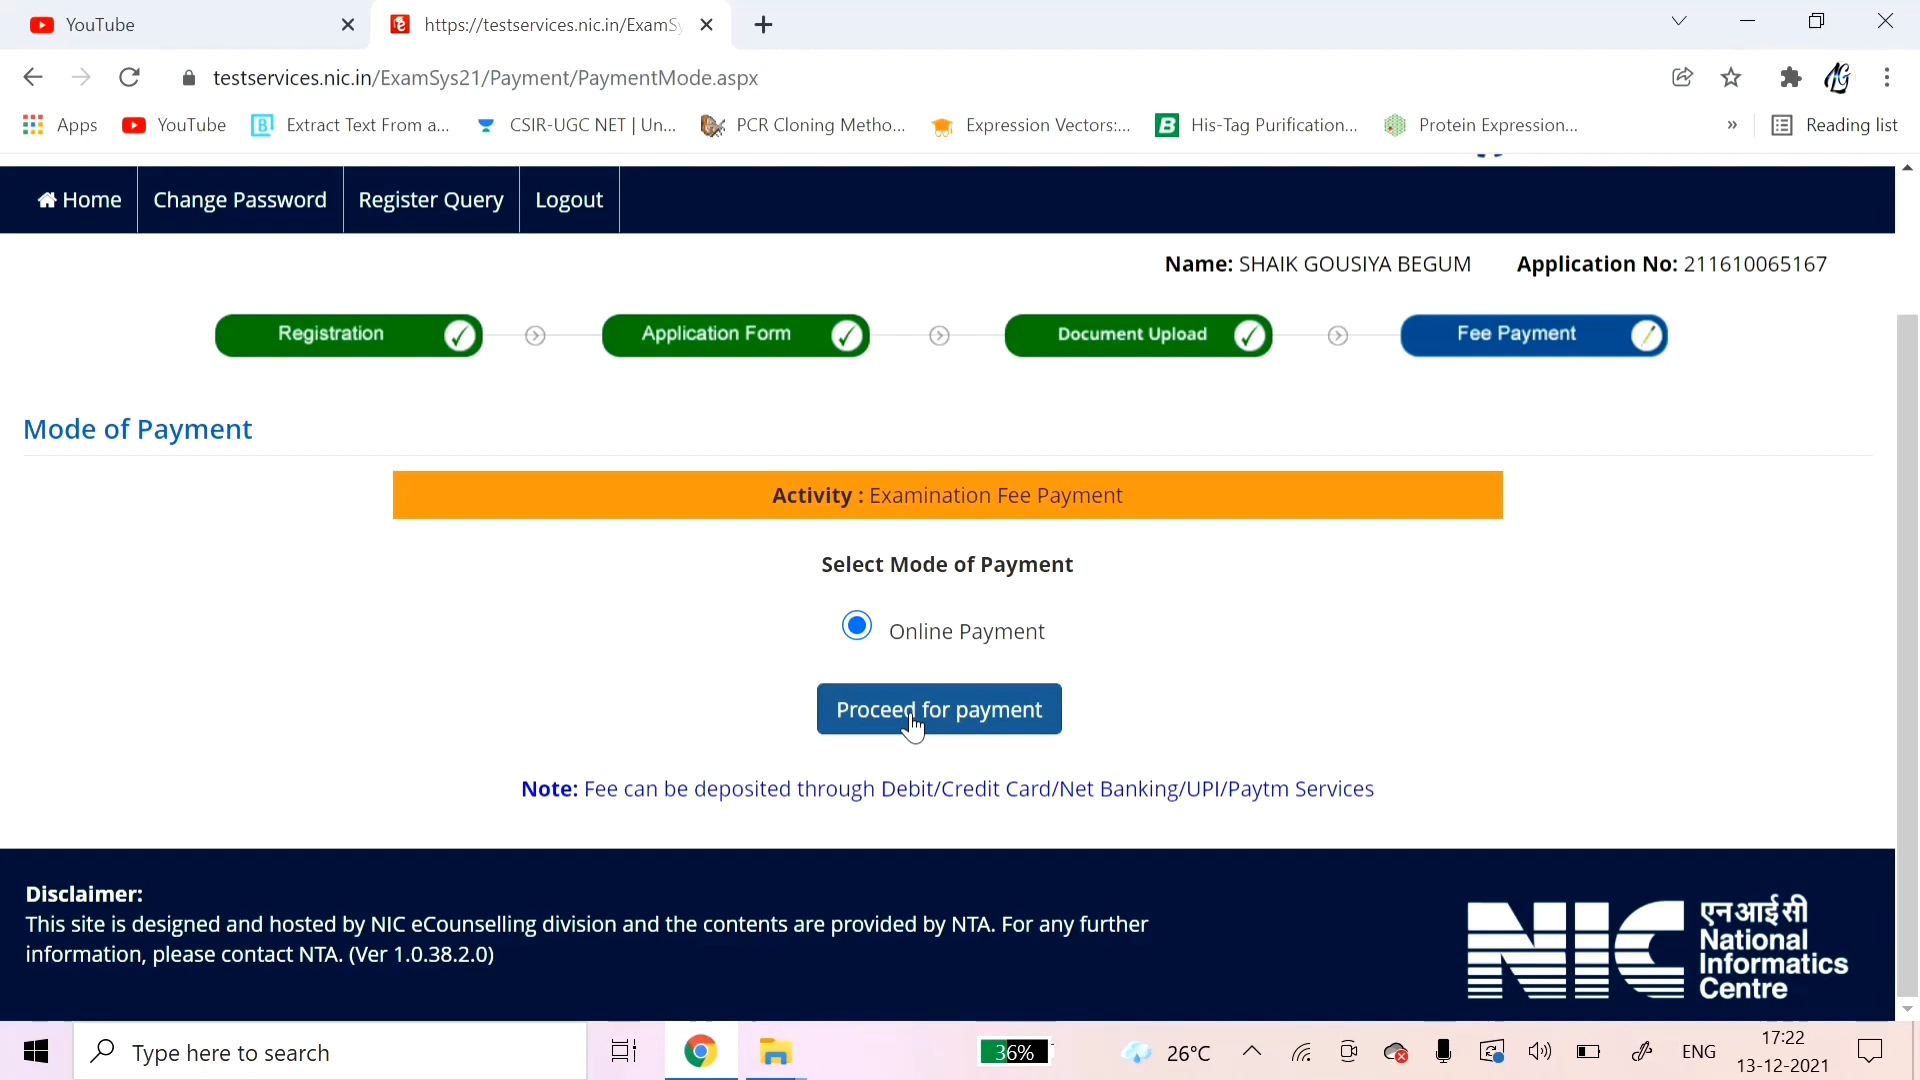 YouTube
https://testservices.nic.in/ExamSy
testservices.nic.in/ExamSys21/Payment/PaymentMode.aspx
Apps YouTube Extract Text From a... CSIR-UGC NET | Un... PCR Cloning Metho... Expression Vectors:... His-Tag Purification... Protein Expression... » Reading list
Home Change Password Register Query Logout
Name: SHAIK GOUSIYA BEGUM Application No: 211610065167
Registration Application Form Document Upload Fee Payment
Mode of Payment
Activity : Examination Fee Payment
Select Mode of Payment
Online Payment
Proceed for payment
Note: Fee can be deposited through Debit/Credit Card/Net Banking/UPI/Paytm Services
Disclaimer:
This site is designed and hosted by NIC eCounselling division and the contents are provided by NTA. For any further
information, please contact NTA. (Ver 1.0.38.2.0)
NIC
एन आई सी
National
Informatics
Centre
Type here to search
36%
26°C
ENG
17:22
13-12-2021